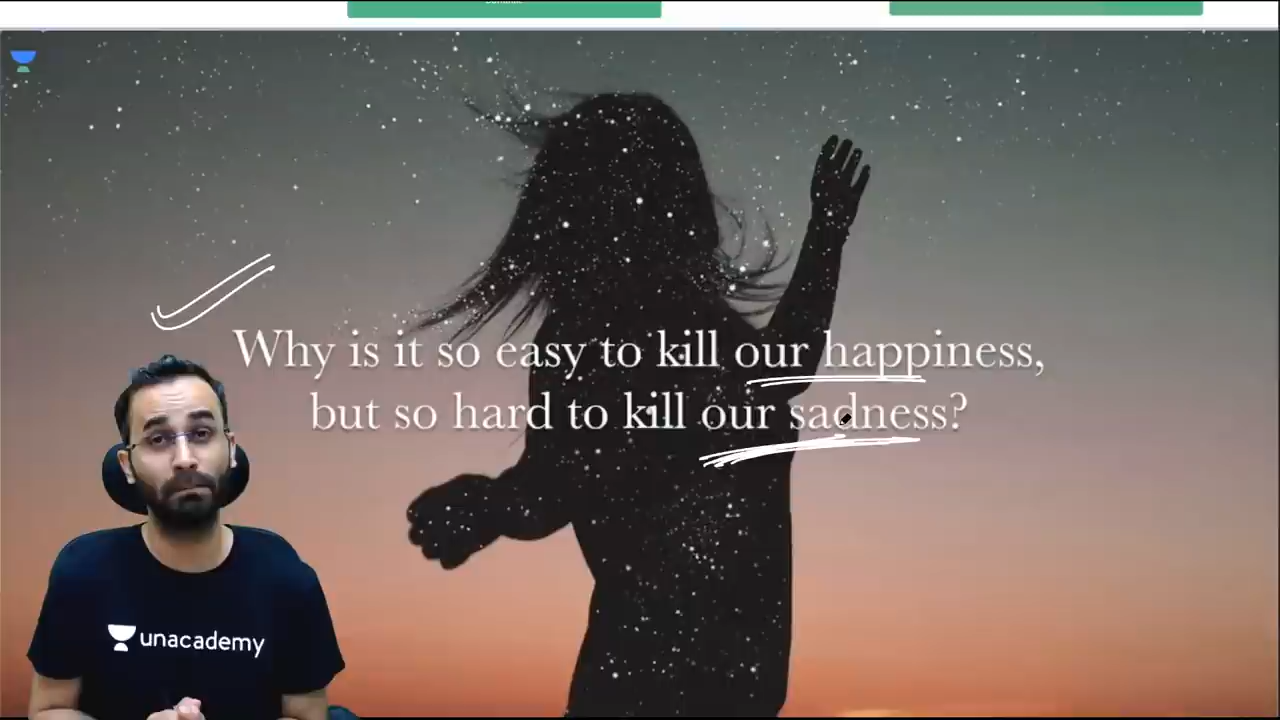 Why is it so easy to kill our happiness,
but so hard to kill our sadness?
unacademy